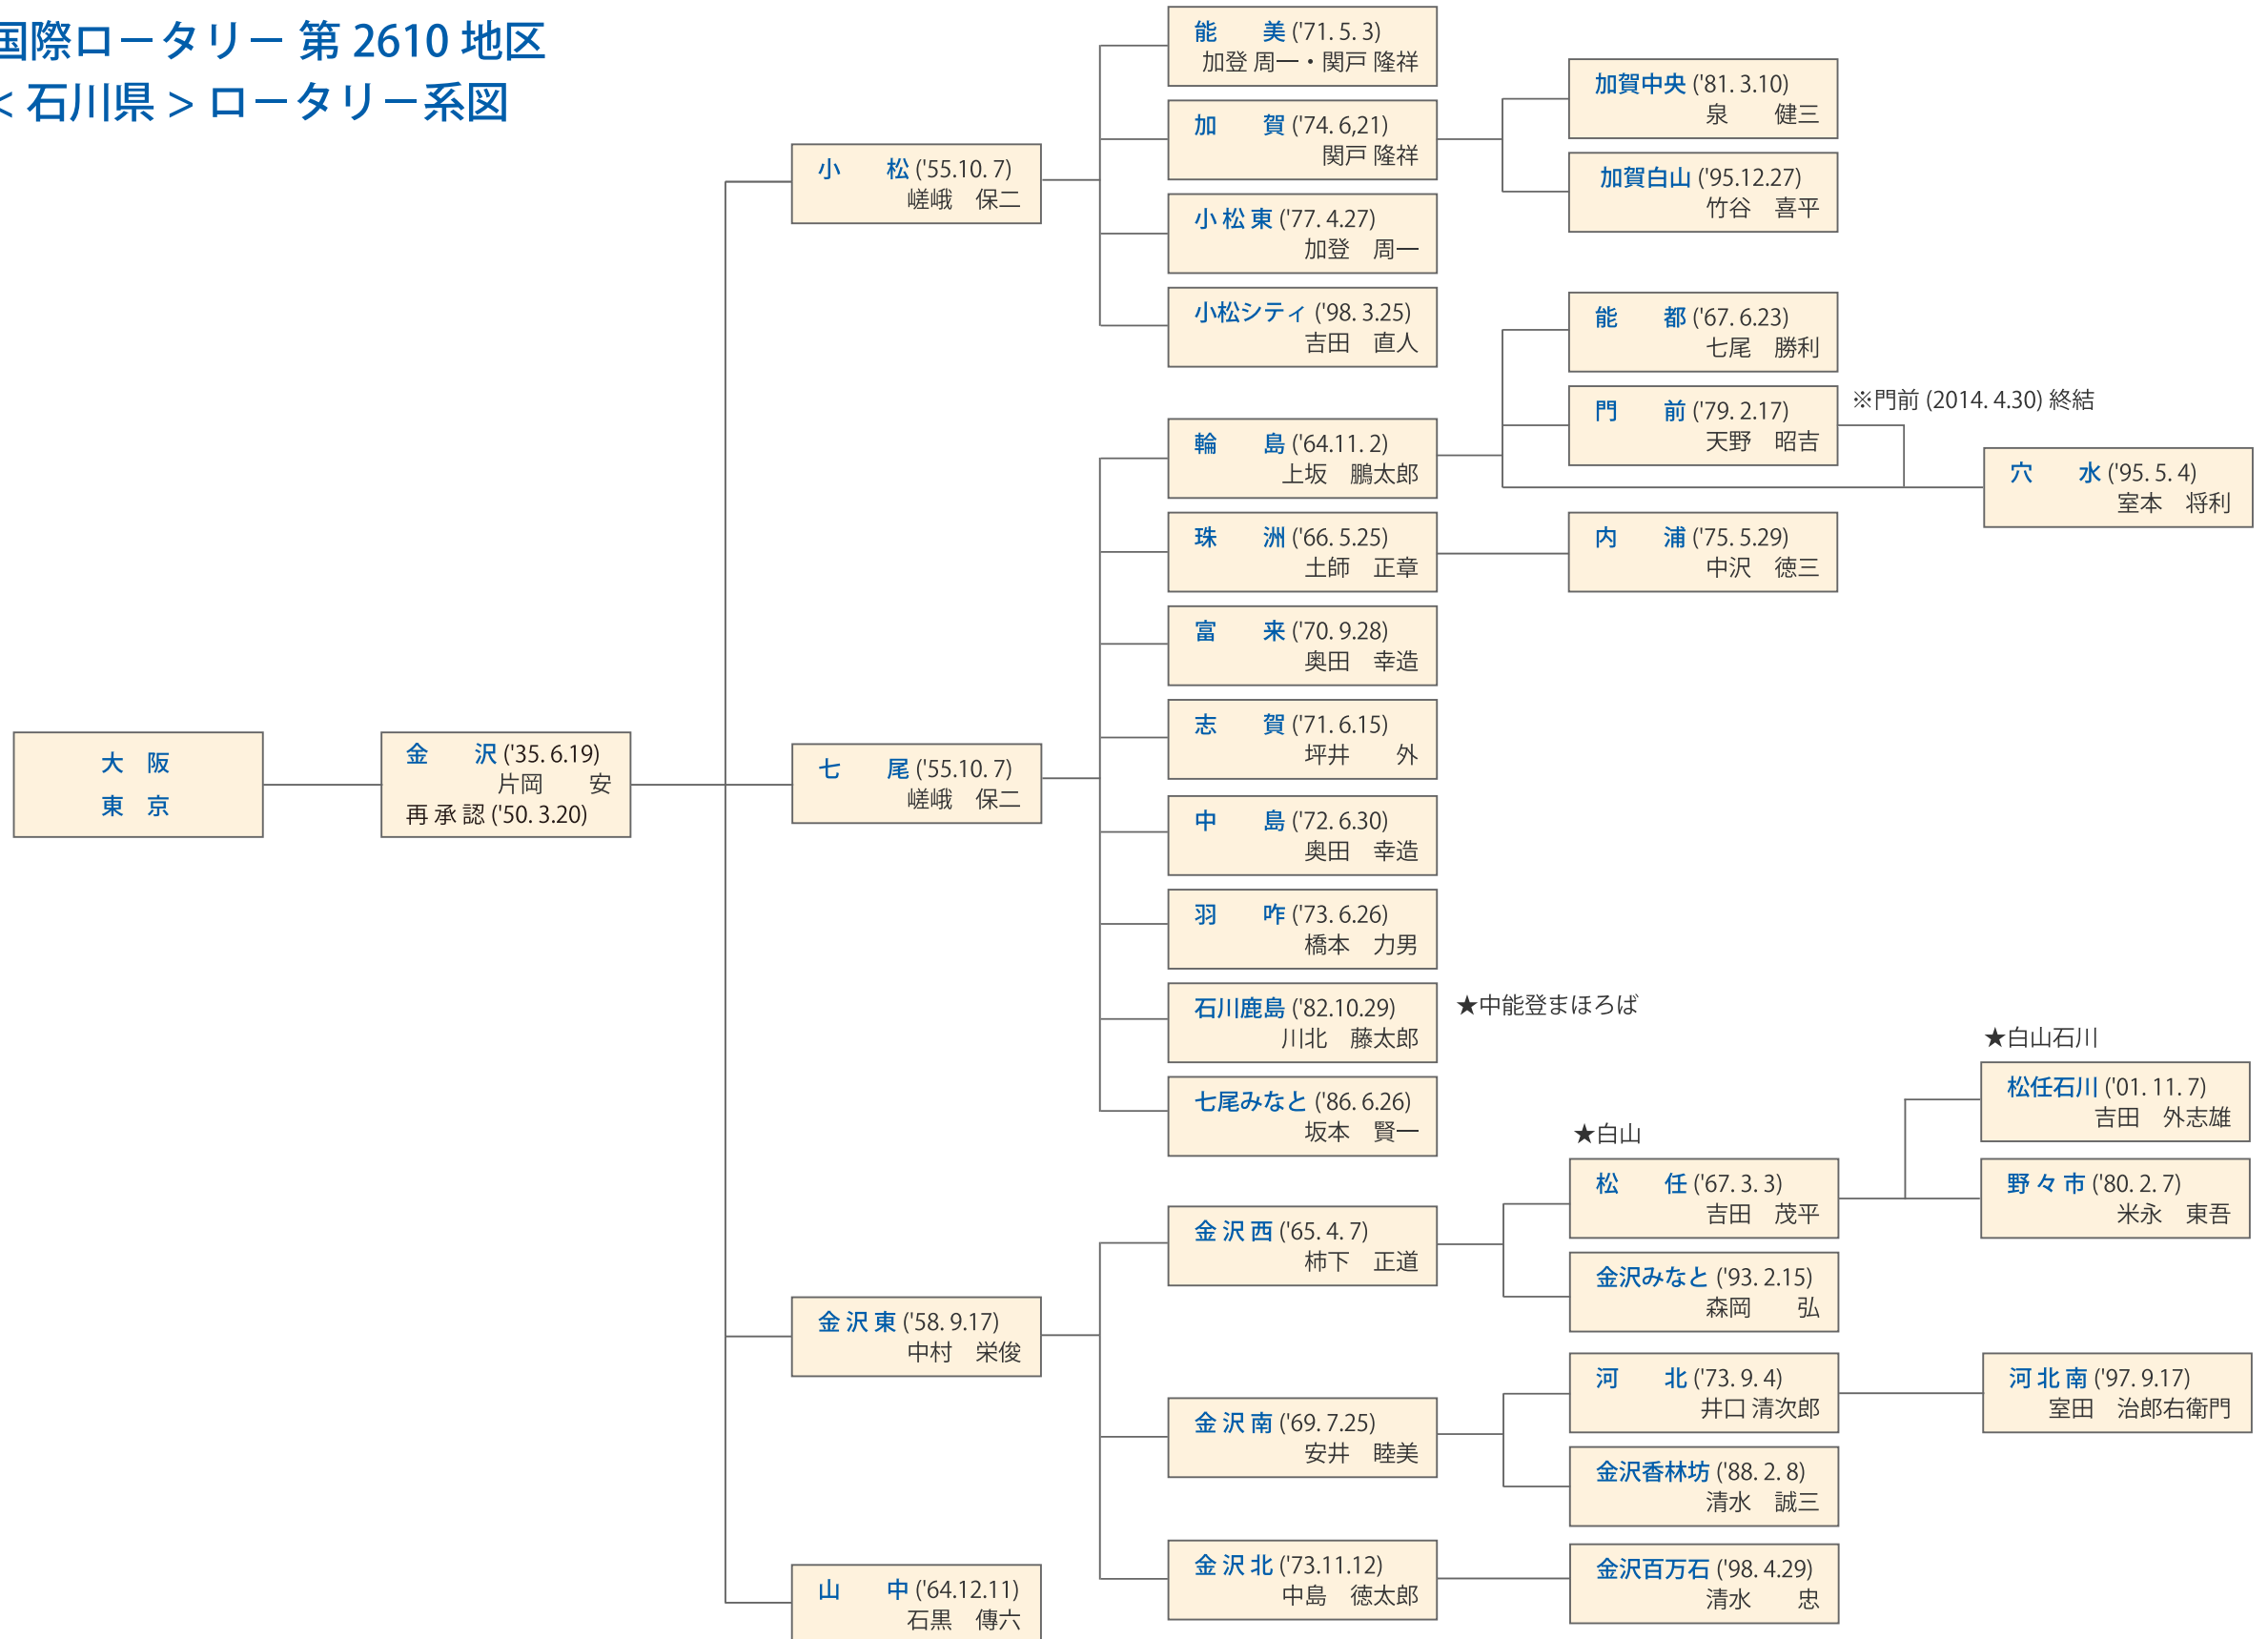 国際ロータリー 第 2610 地区
< 石川県 > ロータリー系図
大　阪
東　京
金　　沢 ('35. 6.19)
片岡　　安
再 承 認 ('50. 3.20)
小　　松 ('55.10. 7)
嵯峨　保二
七　　尾 ('55.10. 7)
嵯峨　保二
金 沢 東 ('58. 9.17)
中村　栄俊
山　　中 ('64.12.11)
石黒　傳六
能　　美 ('71. 5. 3)
加登 周一・関戸 隆祥
加　　賀 ('74. 6,21)
関戸 隆祥
小 松 東 ('77. 4.27)
加登　周一
小松シティ ('98. 3.25)
吉田　直人
輪　　島 ('64.11. 2)
上坂　鵬太郎
珠　　洲 ('66. 5.25)
土師　正章
富　　来 ('70. 9.28)
奥田　幸造
志　　賀 ('71. 6.15)
坪井　　外
中　　島 ('72. 6.30)
奥田　幸造
羽　　咋 ('73. 6.26)
橋本　力男
石川鹿島 ('82.10.29)
川北　藤太郎
★中能登まほろば
七尾みなと ('86. 6.26)
坂本　賢一
金 沢 西 ('65. 4. 7)
柿下　正道
金 沢 南 ('69. 7.25)
安井　睦美
金 沢 北 ('73.11.12)
中島　徳太郎
加賀中央 ('81. 3.10)
泉　　健三
加賀白山 ('95.12.27)
竹谷　喜平
能　　都 ('67. 6.23)
七尾　勝利
門　　前 ('79. 2.17)
天野　昭吉
※門前 (2014. 4.30) 終結
内　　浦 ('75. 5.29)
中沢　徳三
★白山
松　　任 ('67. 3. 3)
吉田　茂平
金沢みなと ('93. 2.15)
森岡　　弘
河　　北 ('73. 9. 4)
井口 清次郎
金沢香林坊 ('88. 2. 8)
清水　誠三
金沢百万石 ('98. 4.29)
清水　　忠
穴　　水 ('95. 5. 4)
室本　将利
★白山石川
松任石川 ('01. 11. 7)
吉田　外志雄
野 々 市 ('80. 2. 7)
米永　東吾
河 北 南 ('97. 9.17)
室田　治郎右衛門